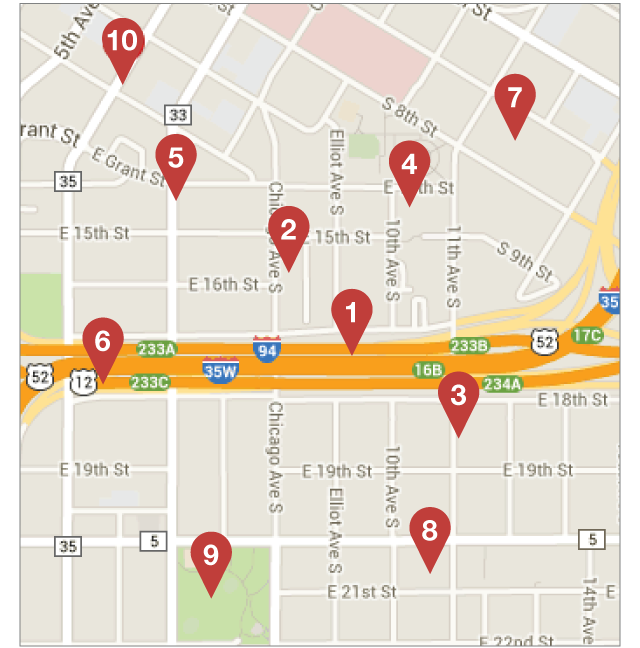 5th Ave
St
St
10
7
33
S 8th St
rant St
E Grant St
5
4
35
Elliot Ave S
E 14th St
Chicago Ave S
2
E 15th St
E 15th St
10th Ave S
11th Ave S
S 9th St
E 16th St
1
35
6
233A
94
233B
52
17C
52
12
233C
35W
16B
234A
3
E 18th St
Chicago Ave S
E 19th St
E 19th St
10th Ave S
E 19th St
Elliot Ave S
8
35
5
9
5
E 21st St
14th Ave
E
E 22nd St